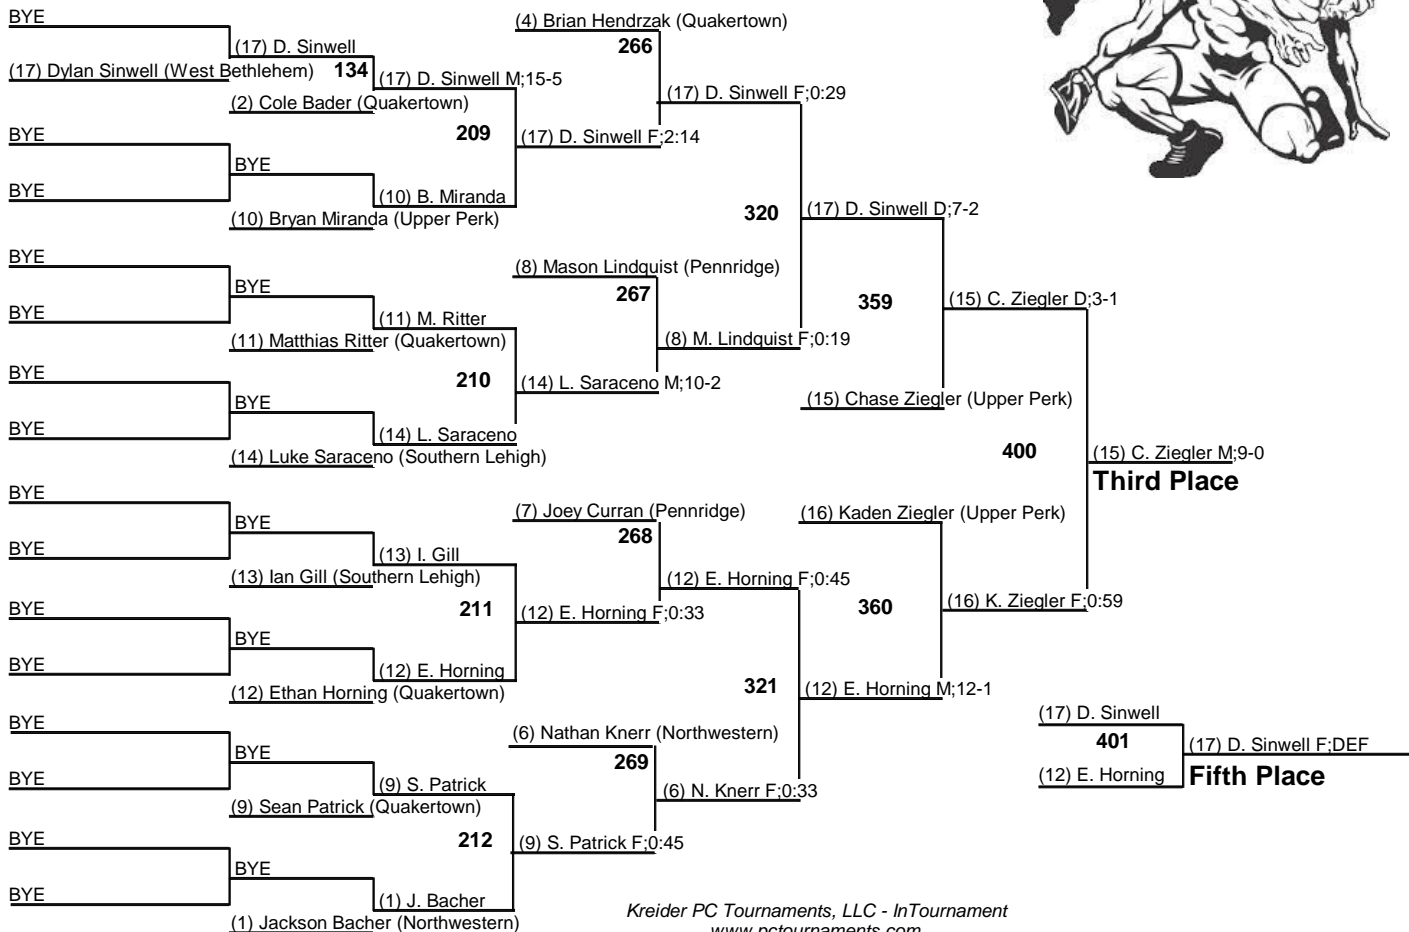 BYE
(4) Brian Hendrzak (Quakertown)
266
(17) D. Sinwell
(17) Dylan Sinwell (West Bethlehem)
134
(17) D. Sinwell M;15-5
(17) D. Sinwell F;0:29
(2) Cole Bader (Quakertown)
BYE
209
(17) D. Sinwell F;2:14
BYE
BYE
(10) B. Miranda
(10) Bryan Miranda (Upper Perk)
320
(17) D. Sinwell D;7-2
BYE
(8) Mason Lindquist (Pennridge)
BYE
267
359
(15) C. Ziegler D;3-1
BYE
(11) M. Ritter
(11) Matthias Ritter (Quakertown)
(8) M. Lindquist F;0:19
BYE
210
(14) L. Saraceno M;10-2
BYE
(15) Chase Ziegler (Upper Perk)
BYE
(14) L. Saraceno
(14) Luke Saraceno (Southern Lehigh)
400
(15) C. Ziegler M;9-0
Third Place
BYE
(7) Joey Curran (Pennridge)
(16) Kaden Ziegler (Upper Perk)
BYE
268
BYE
(13) I. Gill
(13) Ian Gill (Southern Lehigh)
(12) E. Horning F;0:45
BYE
211
(12) E. Horning F;0:33
360
(16) K. Ziegler F;0:59
BYE
BYE
(12) E. Horning
(12) Ethan Horning (Quakertown)
321
(12) E. Horning M;12-1
BYE
(6) Nathan Knerr (Northwestern)
(17) D. Sinwell
401
(17) D. Sinwell F;DEF
BYE
269
BYE
(9) S. Patrick
(12) E. Horning
Fifth Place
(9) Sean Patrick (Quakertown)
(6) N. Knerr F;0:33
BYE
212
(9) S. Patrick F;0:45
BYE
BYE
(1) J. Bacher
(1) Jackson Bacher (Northwestern)
Kreider PC Tournaments, LLC - InTournament
www.pctournaments.com